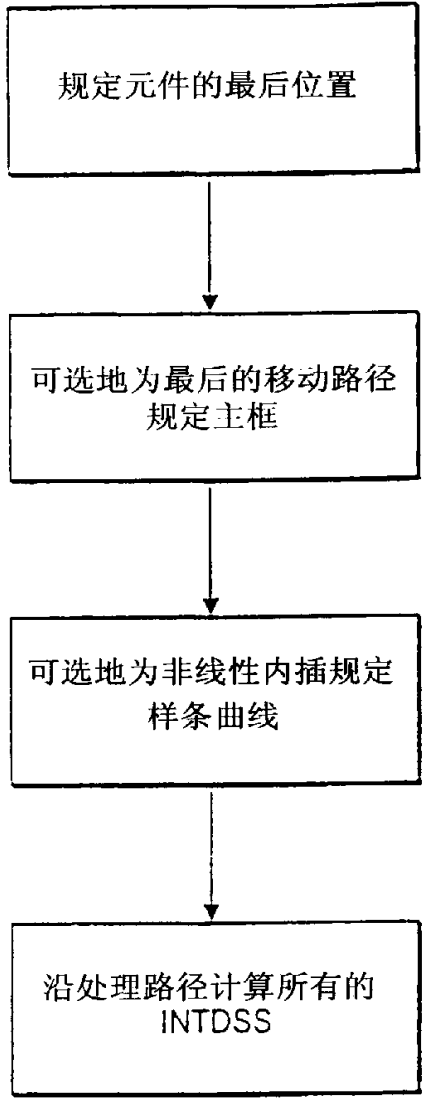 规定元件的最后位置
可选地为最后的移动路径
规定主框
可选地为非线性内插规定
样条曲线
沿处理路径计算所有的
INTDSS